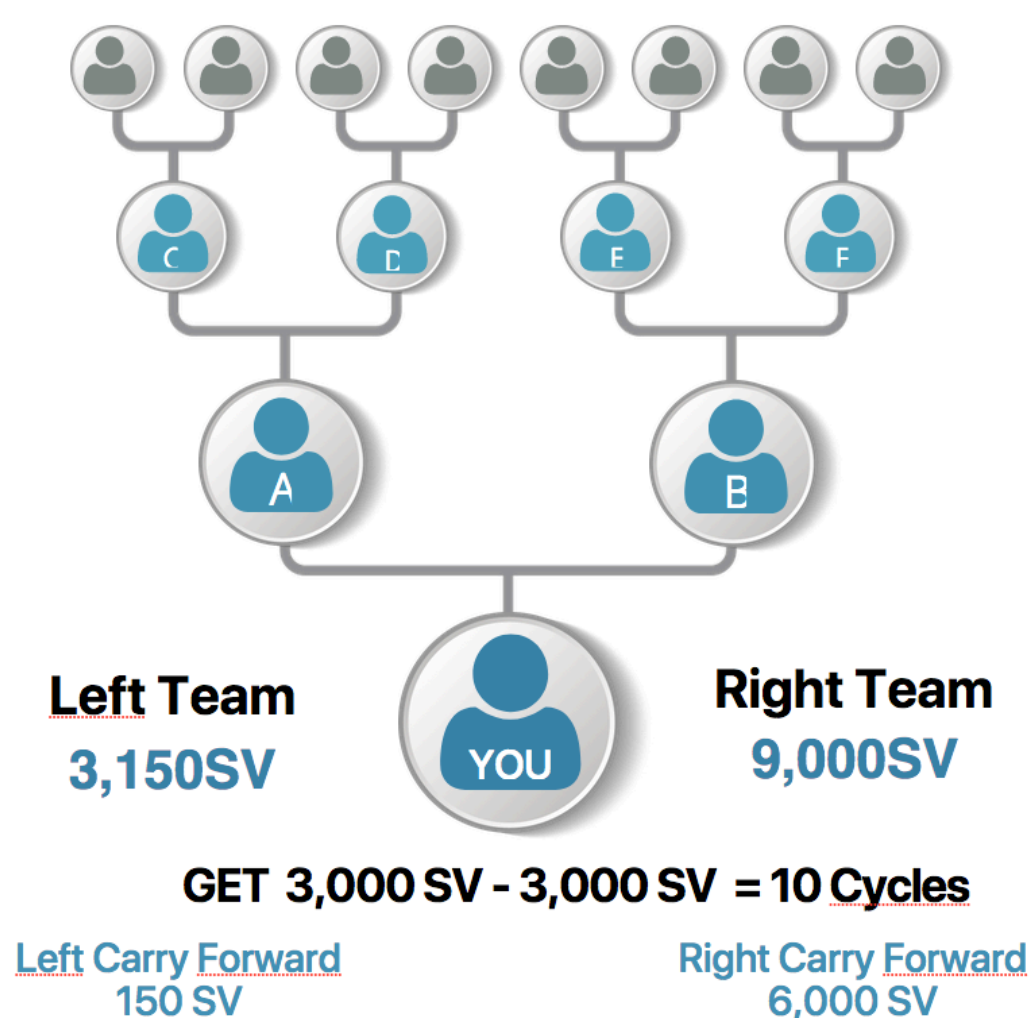 C D E F
A B
YOU
Left Team Right Team
3,150SV 9,000SV
GET 3,000 SV - 3,000 SV = 10 Cycles
Left Carry Forward Right Carry Forward
150 SV 6,000 SV